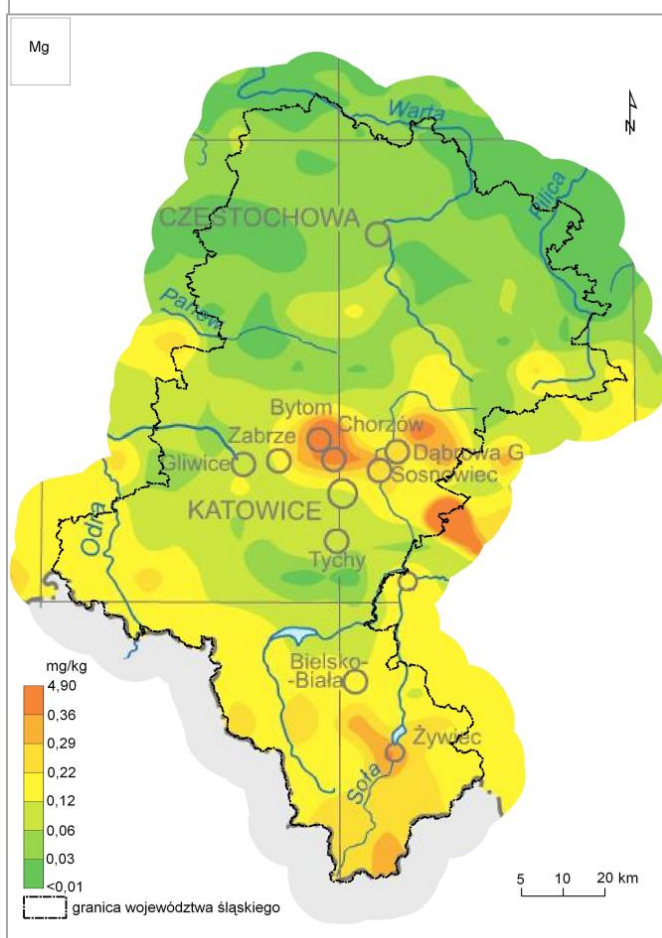 Mg
Warta
N
Pilica
CZĘSTOCHOWA
Panew
Bytom
Chorzów
Zabrze
Dąbrowa G
Gliwice
Sosnowiec
KATOWICE
Odra
Tychy
mg/kg
4,90
0,36
0,29
0,22
0,12
0,06
0,03
<0,01
Bielsko-
-Biała
Żywiec
Soła
5 10 20 km
granica województwa śląskiego